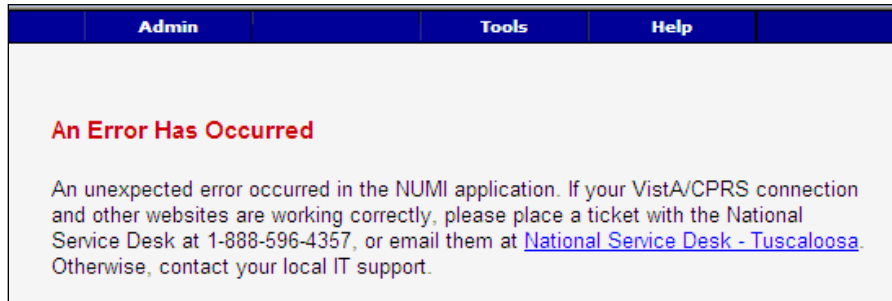 Admin Tools Help
An Error Has Occurred
An unexpected error occurred in the NUMI application. If your VistA/CPRS connection
and other websites are working correctly, please place a ticket with the National
Service Desk at 1-888-596-4357, or email them at National Service Desk - Tuscaloosa.
Otherwise, contact your local IT support.